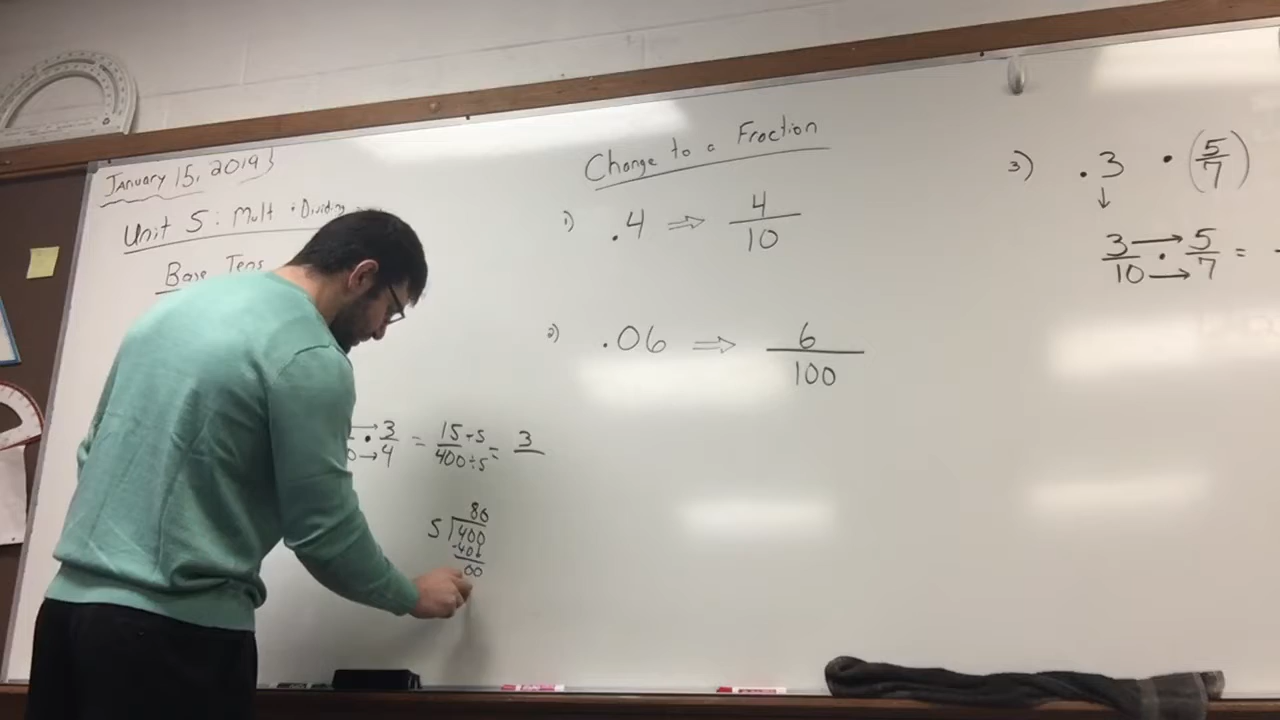 January 15, 2019
Unit 5: Mult + Dividing
Base Tens
3/4 = 15÷5/400÷5 = 3
80
5 400
-40↓
00
Change to a Fraction
1) .4 ⇒ 4/10
2) .06 ⇒ 6/100
3) .3 • (5/7)
↓
3/10 • 5/7 =